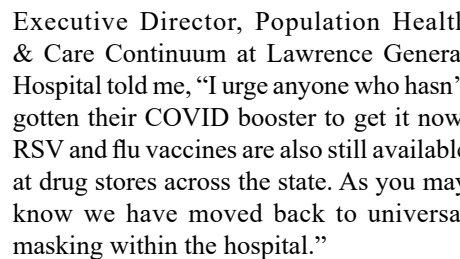 Executive Director, Population Health
& Care Continuum at Lawrence Genera
Hospital told me, “I urge anyone who hasn’
gotten their COVID booster to get it now
RSV and flu vaccines are also still available
at drug stores across the state. As you may
know we have moved back to universa
masking within the hospital.”